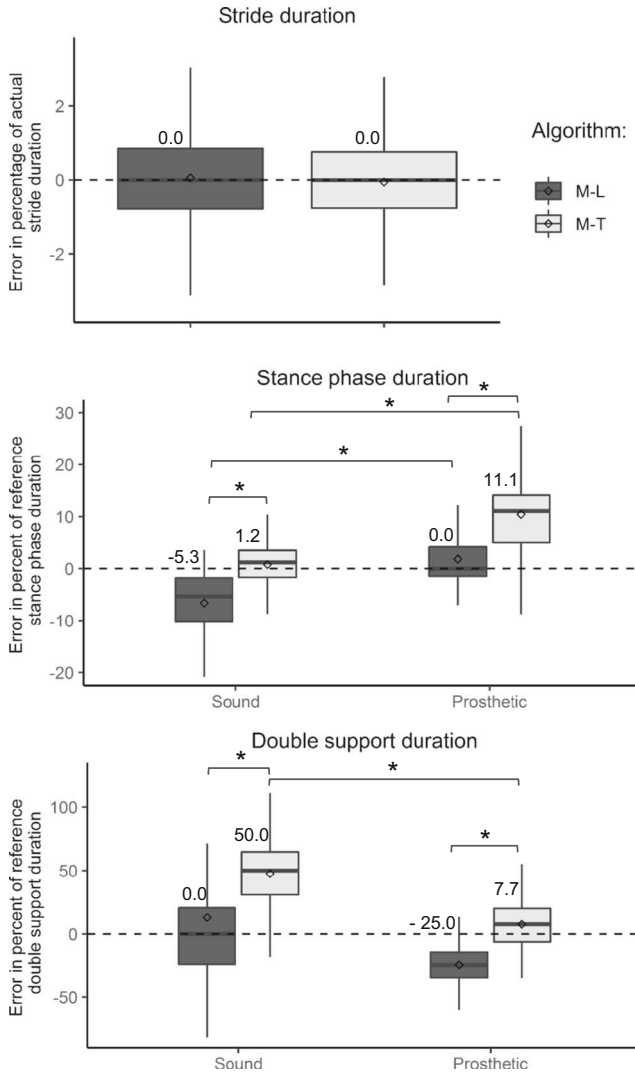 Stride duration
Error in percentage of actual
stride duration
2
0
-2
0.0
0.0
Algorithm:
M-L
M-T
Stance phase duration
Error in percent of reference
stance phase duration
30
20
10
0
-10
-20
*
*
*
*
-5.3
1.2
0.0
11.1
Sound
Prosthetic
Double support duration
Error in percent of reference
double support duration
100
50
0
-50
*
*
*
0.0
50.0
- 25.0
7.7
Sound
Prosthetic